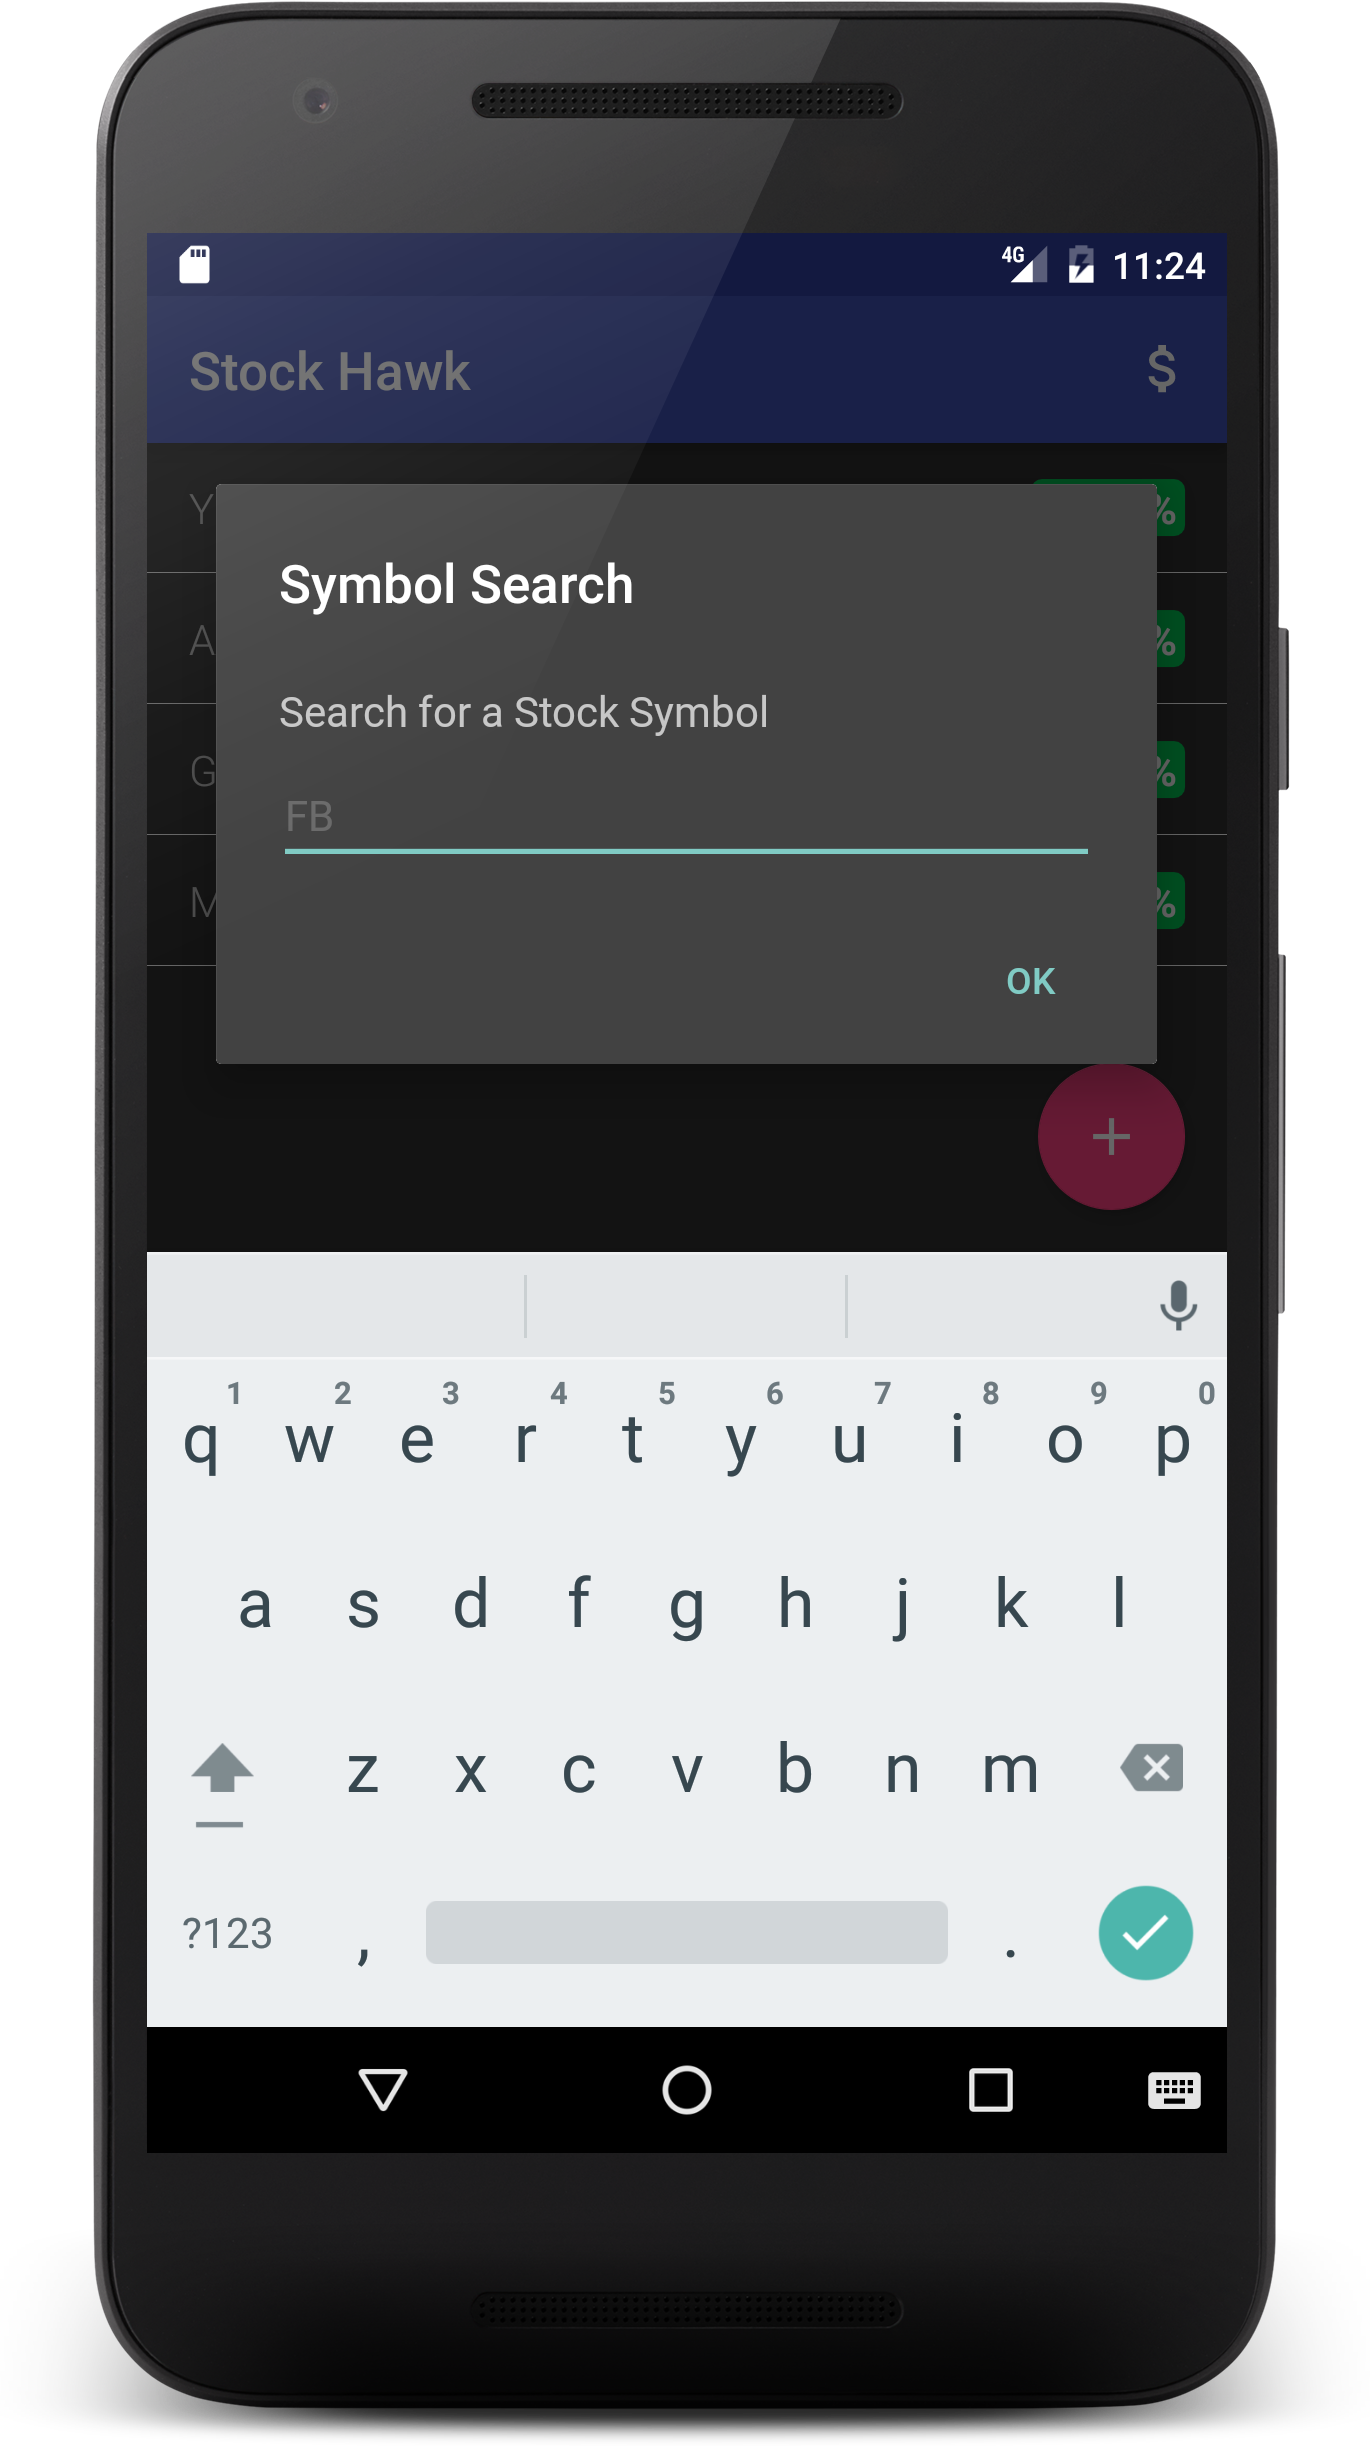 4G 11:24
Stock Hawk $
Y %
A %
G %
M %
Symbol Search
Search for a Stock Symbol
FB
OK
+
1 2 3 4 5 6 7 8 9 0
q w e r t y u i o p
a s d f g h j k l
z x c v b n m
?123 , .